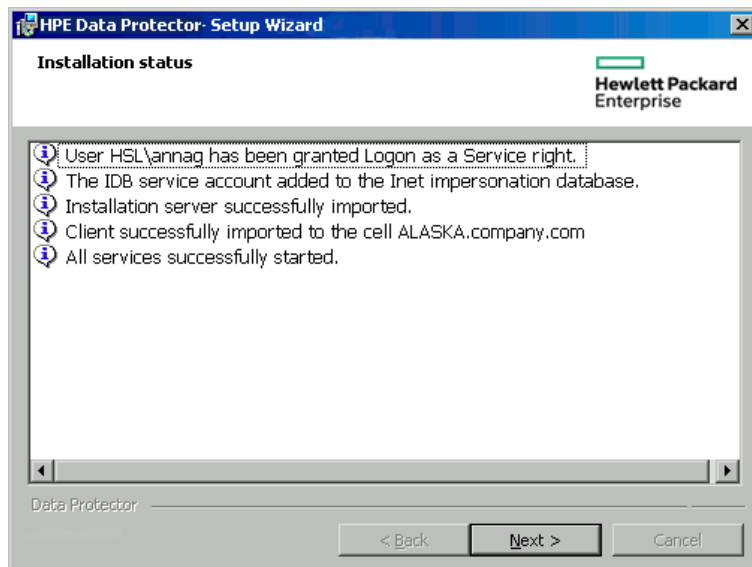 HPE Data Protector- Setup Wizard
Installation status
Hewlett Packard
Enterprise
User HSL\annag has been granted Logon as a Service right.
The IDB service account added to the Inet impersonation database.
Installation server successfully imported.
Client successfully imported to the cell ALASKA.company.com
All services successfully started.
Data Protector
< Back
Next >
Cancel